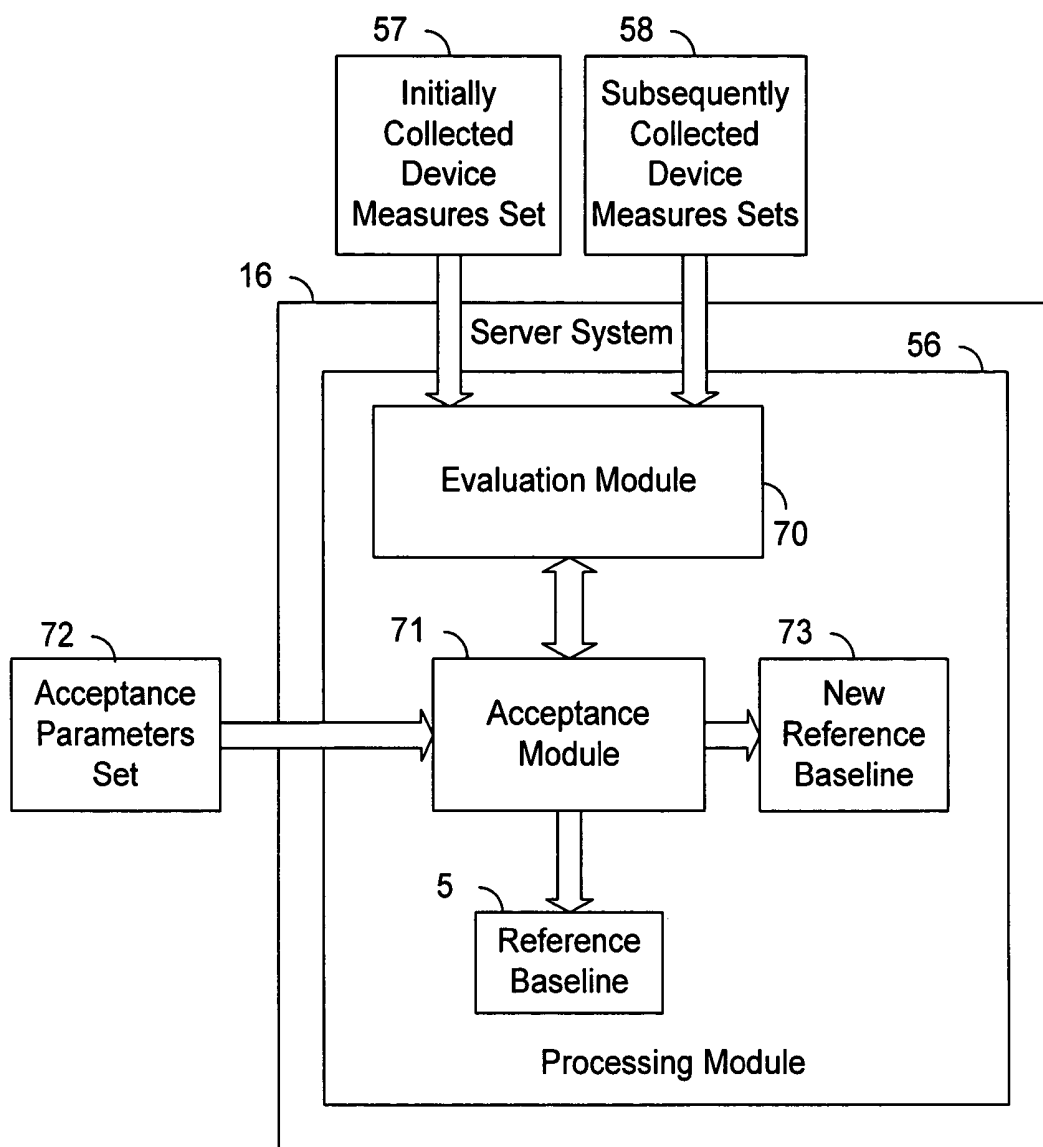 57
58
Initially
Collected
Device
Measures Set
Subsequently
Collected
Device
Measures Sets
16
Server System
56
Evaluation Module
70
72
71
73
Acceptance
Parameters
Set
Acceptance
Module
New
Reference
Baseline
5
Reference
Baseline
Processing Module